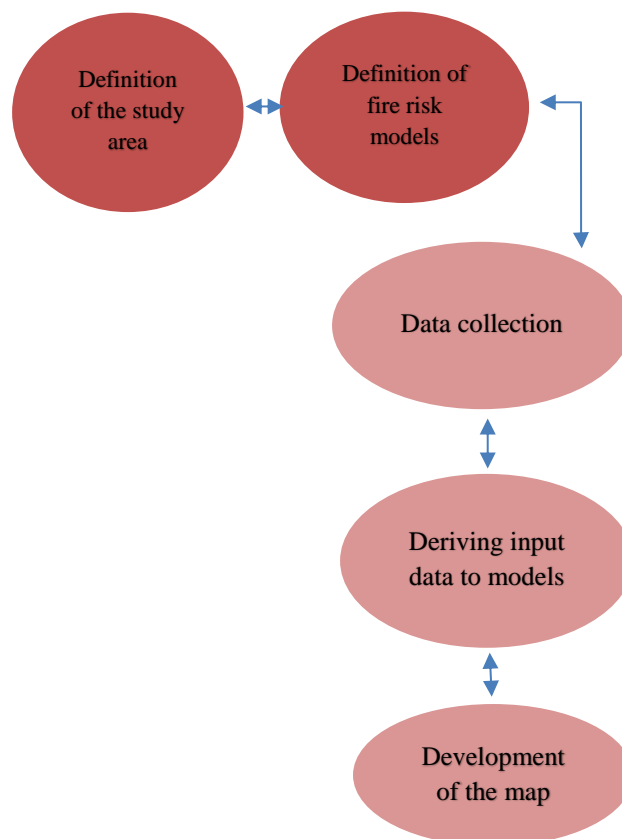 Definition
of the study
area
Definition of
fire risk
models
Data collection
Deriving input
data to models
Development
of the map